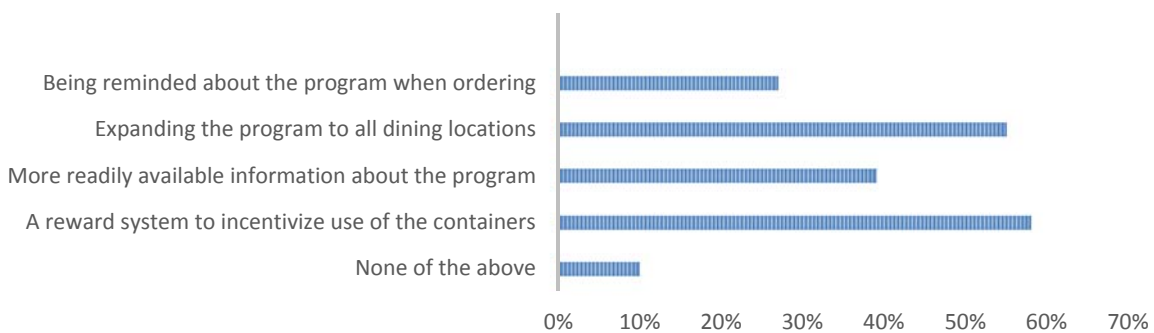 Being reminded about the program when ordering
Expanding the program to all dining locations
More readily available information about the program
A reward system to incentivize use of the containers
None of the above
0% 10% 20% 30% 40% 50% 60% 70%